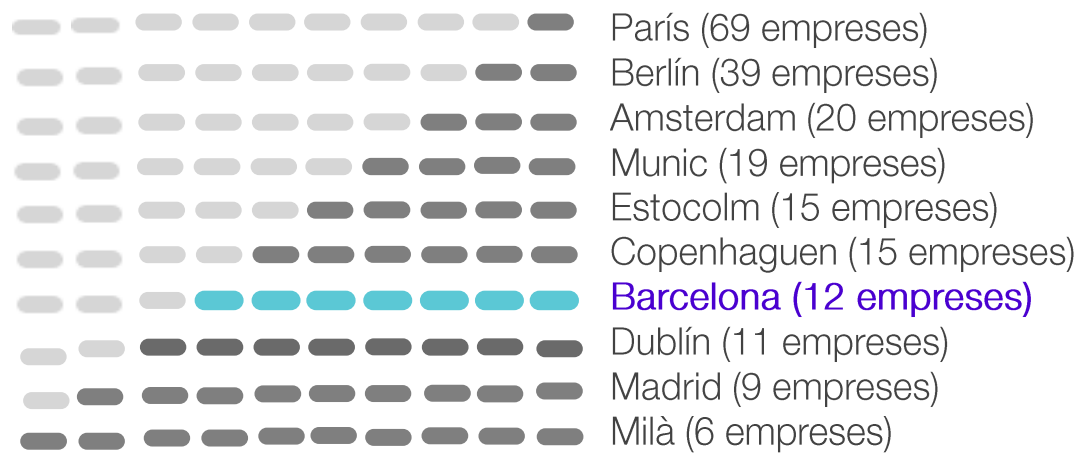 París (69 empreses)
Berlín (39 empreses)
Amsterdam (20 empreses)
Munic (19 empreses)
Estocolm (15 empreses)
Copenhaguen (15 empreses)
Barcelona (12 empreses)
Dublín (11 empreses)
Madrid (9 empreses)
Milà (6 empreses)